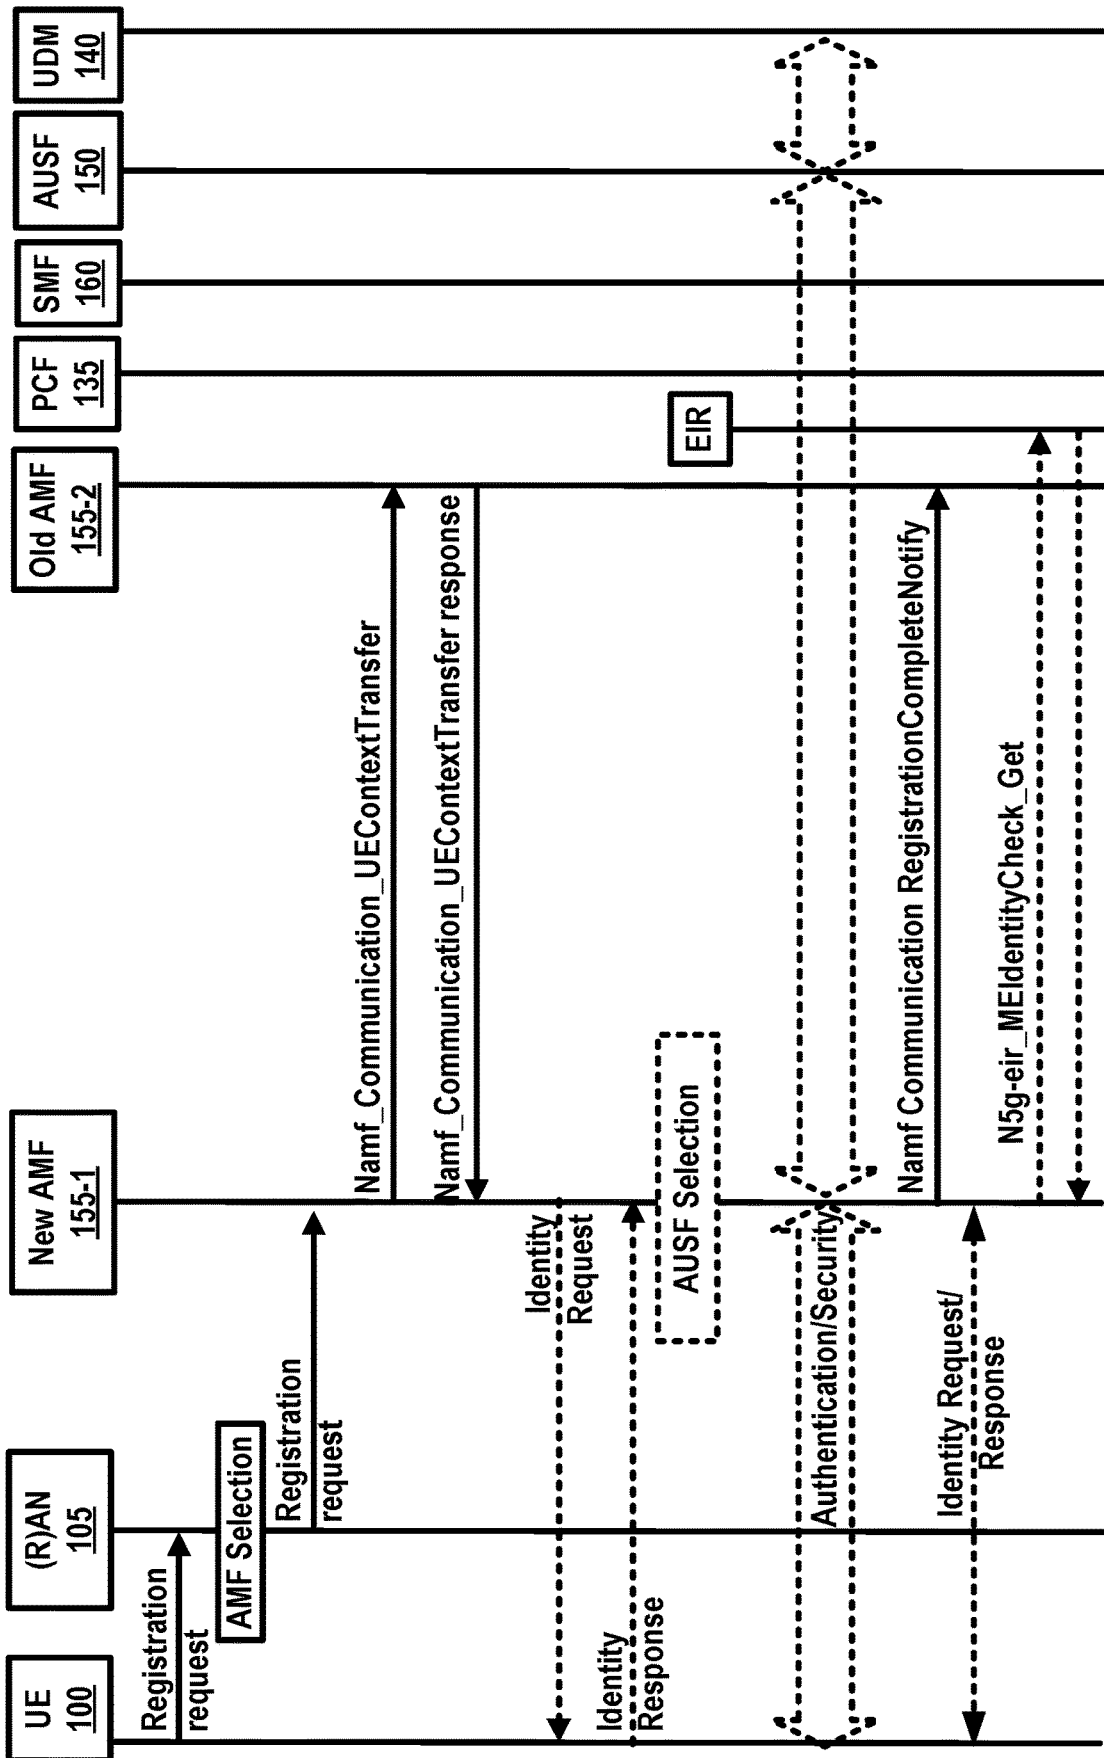 UE
100
(R)AN
105
New AMF
155-1
Old AMF
155-2
PCF
135
SMF
160
AUSF
150
UDM
140
Registration
request
AMF Selection
Registration
request
Namf_Communication_UEContextTransfer
Namf_Communication_UEContextTransfer response
Identity
Request
Identity
Response
AUSF Selection
EIR
Authentication/Security
Namf Communication RegistrationCompleteNotify
Identity Request/
Response
N5g-eir_MEIdentityCheck_Get